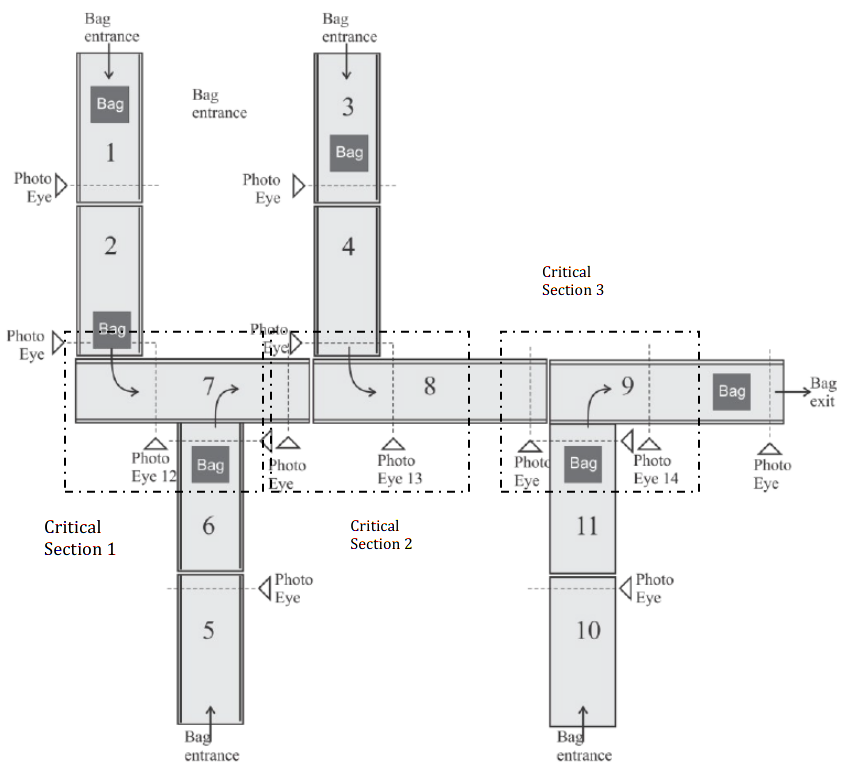 Bag
entrance
Bag
entrance
Bag
entrance
Bag
1
3
Bag
Photo
Eye
Photo
Eye
2
4
Critical
Section 3
Bag
Photo
Eye
Photo
Eye
7
8
9
Bag
Bag
exit
Photo
Eye 12
Bag
Photo
Eye
Photo
Eye 13
Photo
Eye
Bag
Photo
Eye 14
Photo
Eye
Critical
Section 1
6
Critical
Section 2
11
Photo
Eye
Photo
Eye
5
10
Bag
entrance
Bag
entrance